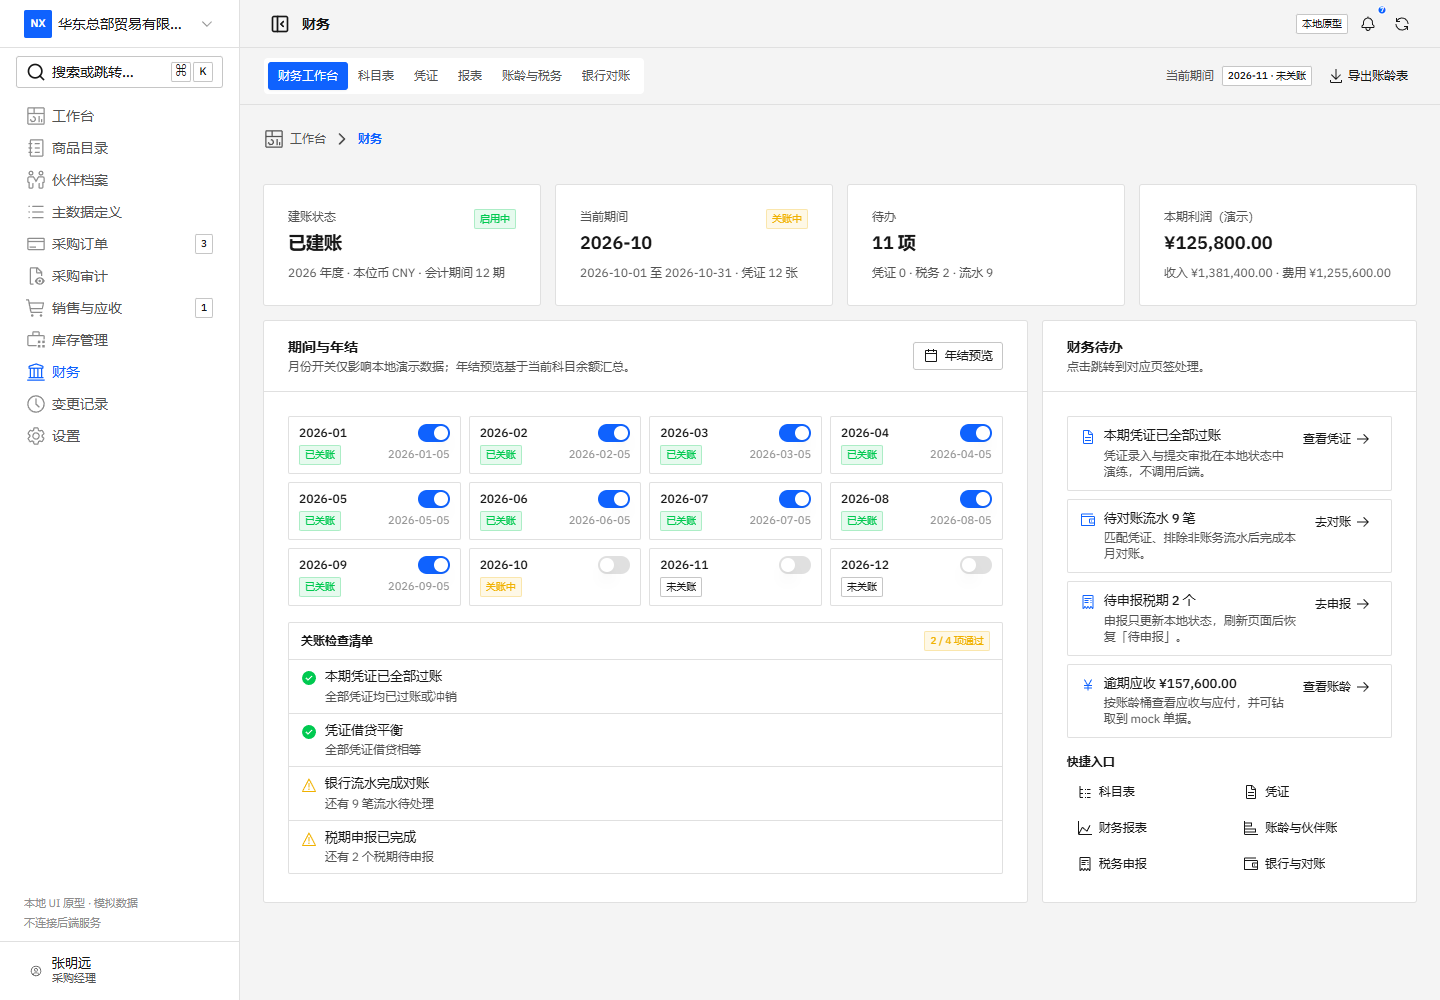 NX 华东总部贸易有限...
搜索或跳转... ⌘ K
工作台
商品目录
伙伴档案
主数据定义
采购订单 3
采购审计
销售与应收 1
库存管理
财务
变更记录
设置
本地 UI 原型 · 模拟数据
不连接后端服务
张明远
采购经理
财务
本地原型
财务工作台 科目表 凭证 报表 账龄与税务 银行对账
当前期间 2026-11 · 未关账 导出账龄表
工作台 财务
建账状态 启用中
已建账
2026 年度 · 本位币 CNY · 会计期间 12 期
当前期间 关账中
2026-10
2026-10-01 至 2026-10-31 · 凭证 12 张
待办
11 项
凭证 0 · 税务 2 · 流水 9
本期利润（演示）
¥125,800.00
收入 ¥1,381,400.00 · 费用 ¥1,255,600.00
期间与年结
月份开关仅影响本地演示数据；年结预览基于当前科目余额汇总。
年结预览
2026-01
已关账 2026-01-05
2026-02
已关账 2026-02-05
2026-03
已关账 2026-03-05
2026-04
已关账 2026-04-05
2026-05
已关账 2026-05-05
2026-06
已关账 2026-06-05
2026-07
已关账 2026-07-05
2026-08
已关账 2026-08-05
2026-09
已关账 2026-09-05
2026-10
关账中
2026-11
未关账
2026-12
未关账
关账检查清单 2 / 4 项通过
本期凭证已全部过账
全部凭证均已过账或冲销
凭证借贷平衡
全部凭证借贷相等
银行流水完成对账
还有 9 笔流水待处理
税期申报已完成
还有 2 个税期待申报
财务待办
点击跳转到对应页签处理。
本期凭证已全部过账 查看凭证
凭证录入与提交审批在本地状态中
演练，不调用后端。
待对账流水 9 笔 去对账
匹配凭证、排除非账务流水后完成本
月对账。
待申报税期 2 个 去申报
申报只更新本地状态，刷新页面后恢
复「待申报」。
逾期应收 ¥157,600.00 查看账龄
按账龄桶查看应收与应付，并可钻
取到 mock 单据。
快捷入口
科目表 凭证
财务报表 账龄与伙伴账
税务申报 银行与对账